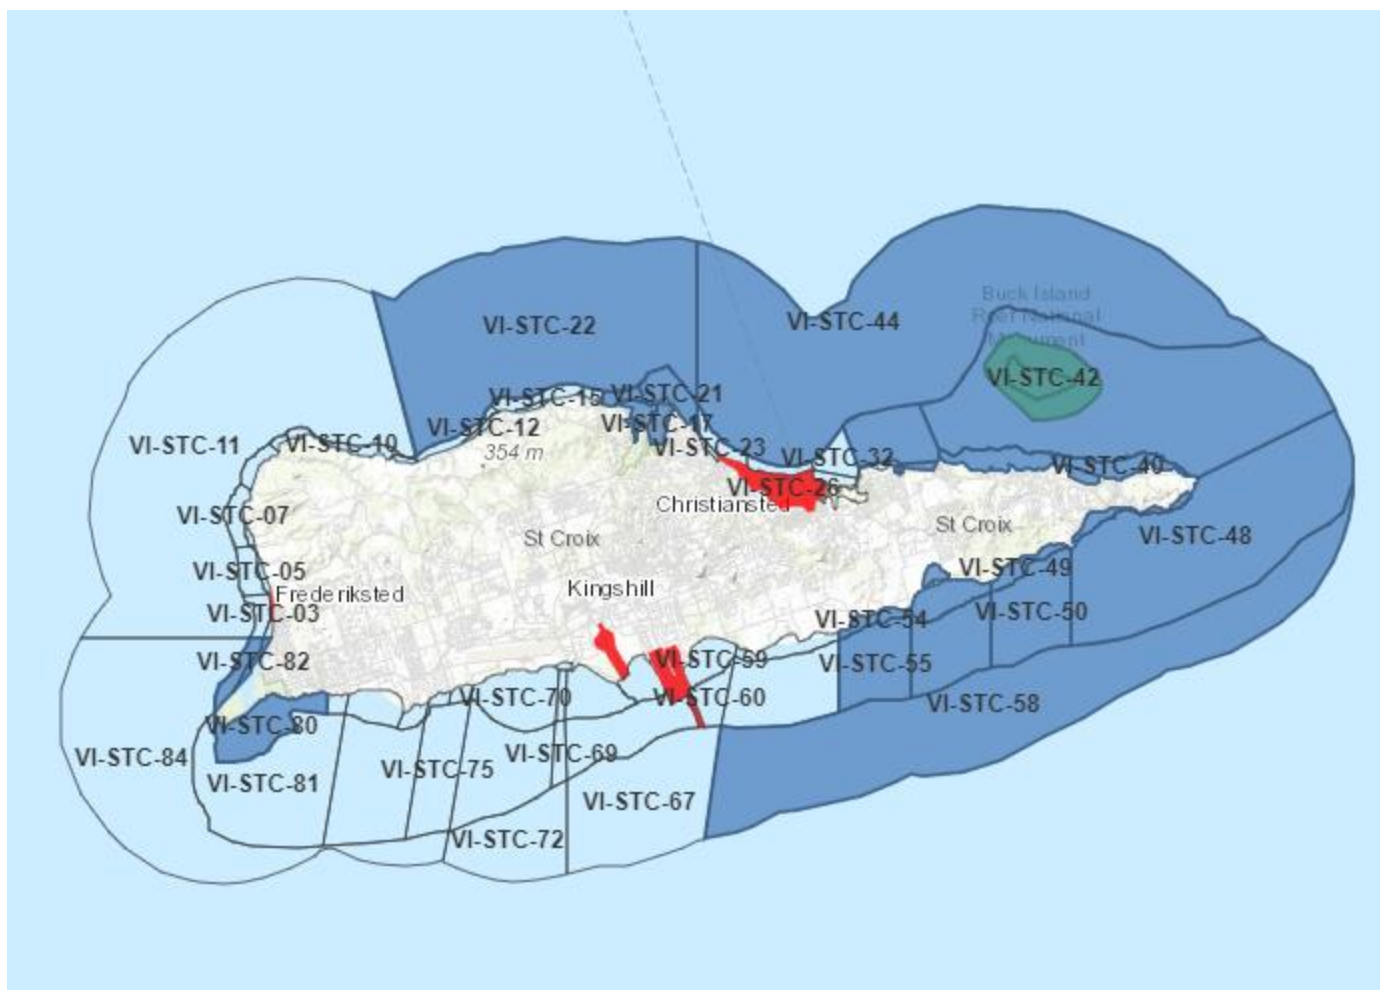 Buck Island
Reef National
Monument
VI-STC-22
VI-STC-44
VI-STC-42
VI-STC-15
VI-STC-21
VI-STC-12
VI-STC-17
VI-STC-11
VI-STC-10
354 m
VI-STC-23
VI-STC-32
VI-STC-40
VI-STC-26
Christiansted
VI-STC-07
St Croix
St Croix
VI-STC-48
VI-STC-05
VI-STC-49
Frederiksted
Kingshill
VI-STC-03
VI-STC-54
VI-STC-50
VI-STC-82
VI-STC-59
VI-STC-55
VI-STC-70
VI-STC-60
VI-STC-58
VI-STC-80
VI-STC-84
VI-STC-69
VI-STC-75
VI-STC-81
VI-STC-67
VI-STC-72